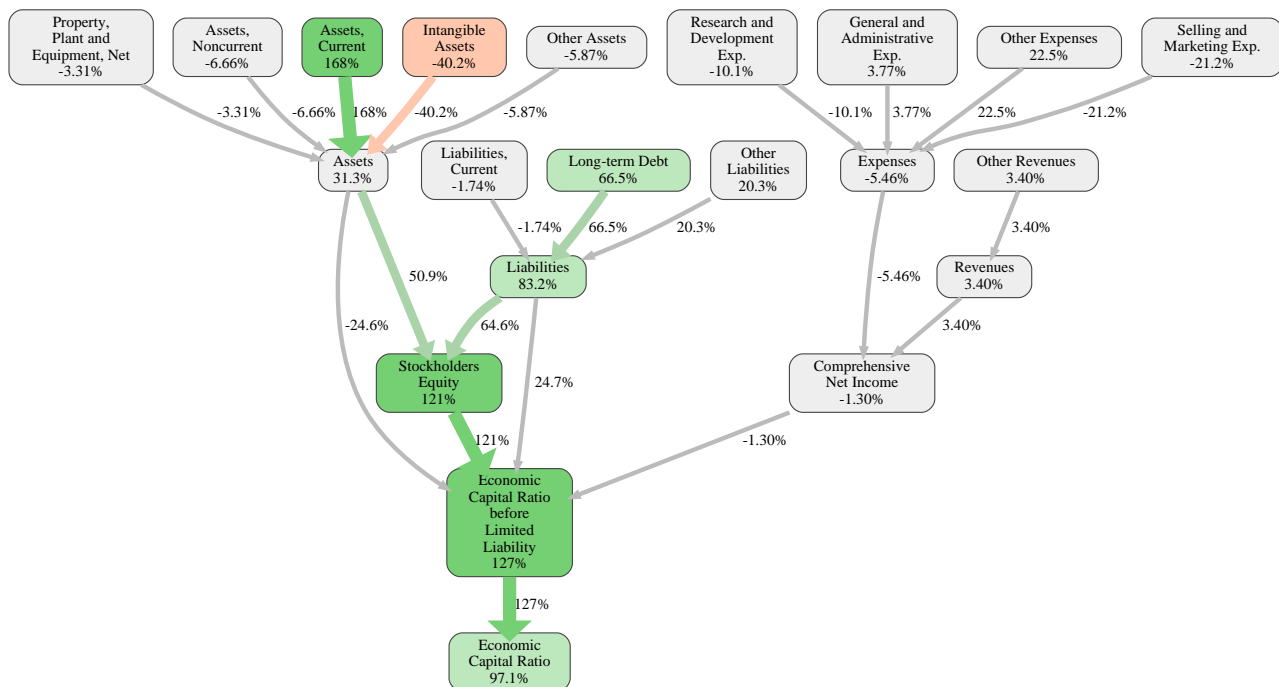 Property,
Plant and
Equipment, Net
-3.31%
Assets,
Noncurrent
-6.66%
Assets,
Current
168%
Intangible
Assets
-40.2%
Other Assets
-5.87%
Research and
Development
Exp.
-10.1%
General and
Administrative
Exp.
3.77%
Other Expenses
22.5%
Selling and
Marketing Exp.
-21.2%
-3.31%
-6.66%
168%
-40.2%
-5.87%
-10.1%
3.77%
22.5%
-21.2%
Assets
31.3%
Liabilities,
Current
-1.74%
Long-term Debt
66.5%
Other
Liabilities
20.3%
Expenses
-5.46%
Other Revenues
3.40%
-1.74%
66.5%
20.3%
3.40%
50.9%
Liabilities
83.2%
-5.46%
Revenues
3.40%
-24.6%
64.6%
3.40%
Stockholders
Equity
121%
24.7%
Comprehensive
Net Income
-1.30%
121%
-1.30%
Economic
Capital Ratio
before
Limited
Liability
127%
127%
Economic
Capital Ratio
97.1%